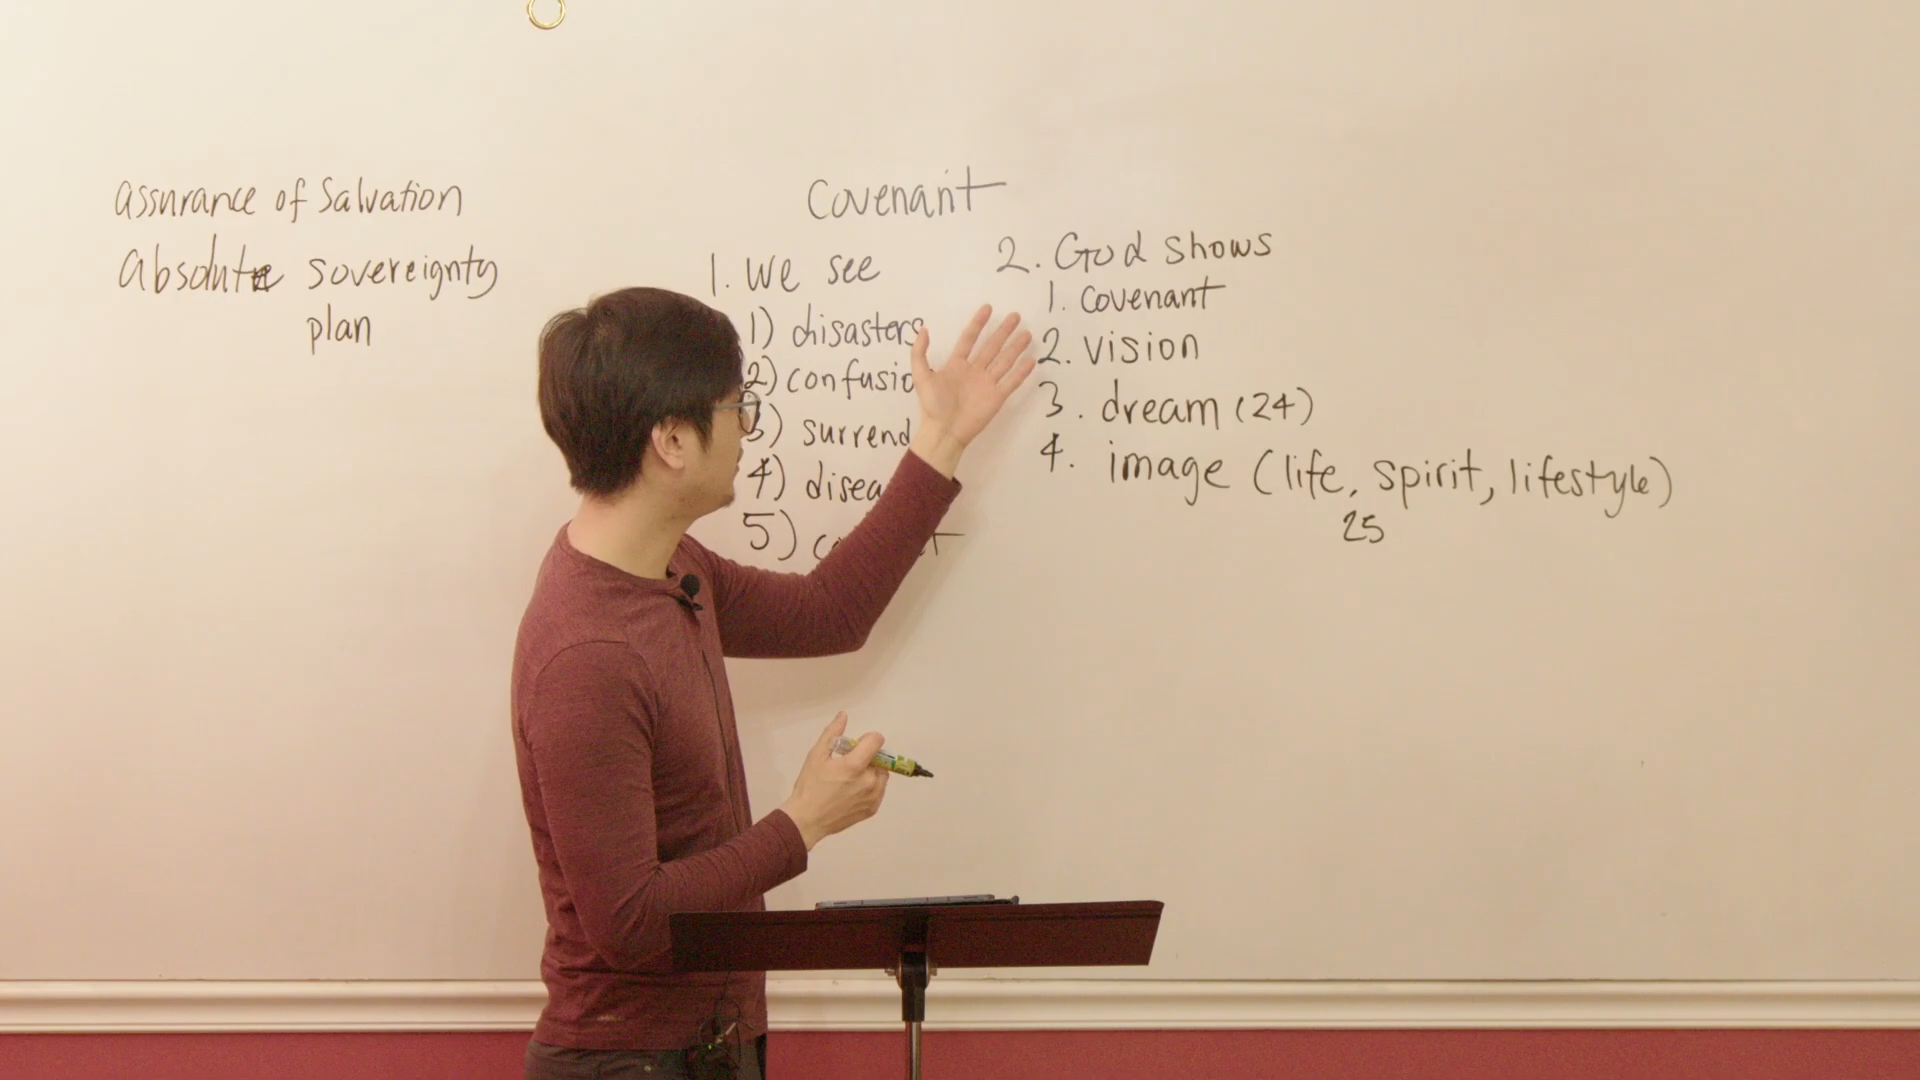 assurance of Salvation
Absolute sovereignty
plan
Covenant
1. We see
1) disasters
2) confusio
3) surrend
4) disea
5)
2. God shows
1. covenant
2. vision
3. dream (24)
4. image (life, spirit, lifestyle)
25